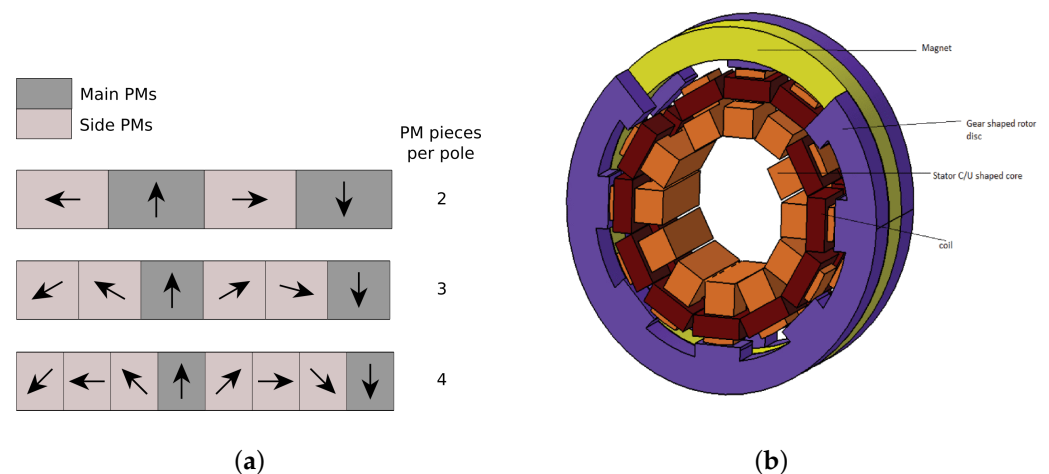 Main PMs
Side PMs
PM pieces
per pole
2
3
4
(a)
Magnet
Gear shaped rotor
disc
Stator C/U shaped core
coil
(b)